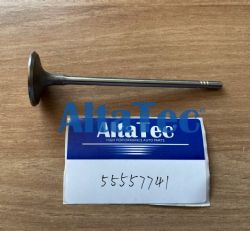 AltaTec
AltaTec
HIGH PERFORMANCE AUTO PARTS
55557741